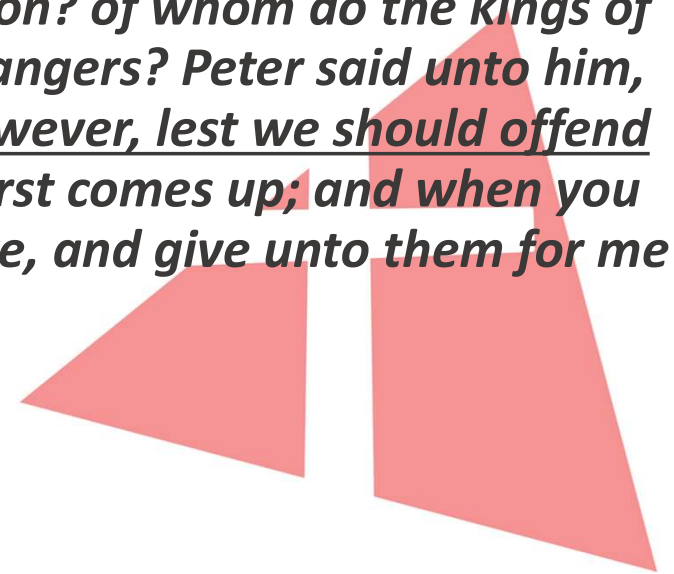 on? of whom do the kings of
angers? Peter said unto him,
wever, lest we should offend
rst comes up; and when you
e, and give unto them for me